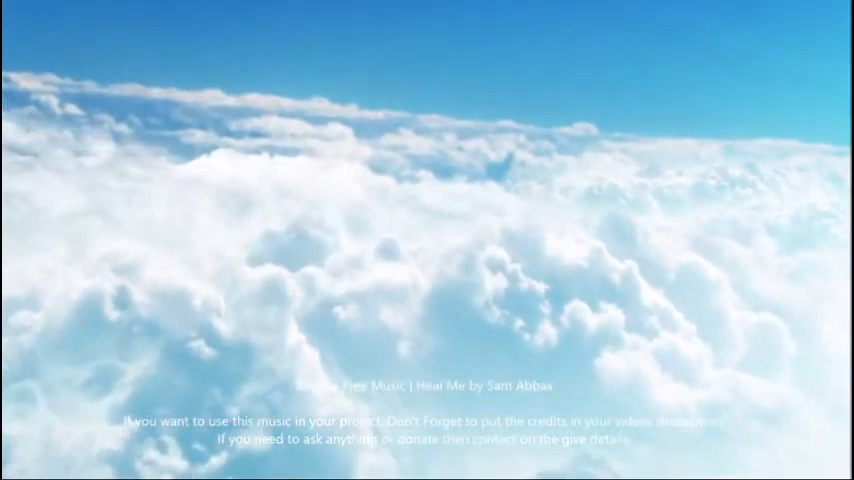 Free Music | Heal Me by Sam Abbas
If you want to use this music in your project. Don't Forget to put the credits in your videos description
If you need to ask anything or donate then contact on the give details